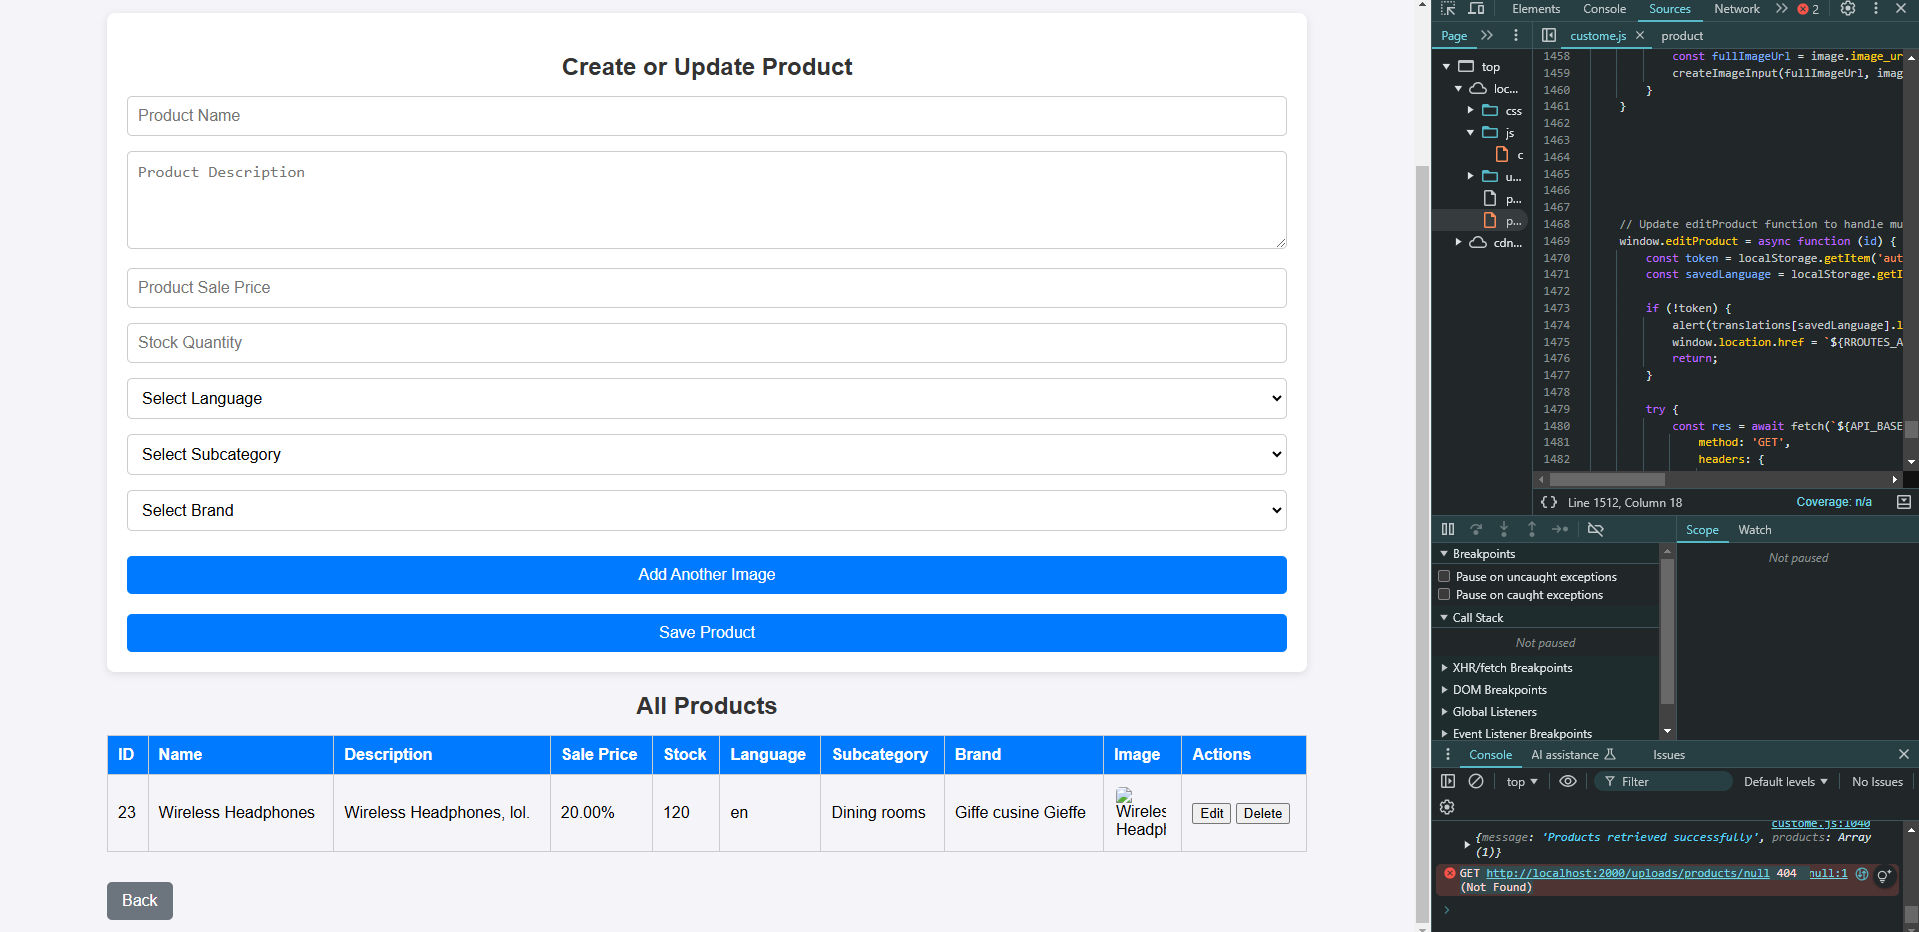 Create or Update Product
Product Name
Product Description
Product Sale Price
Stock Quantity
Select Language
Select Subcategory
Select Brand
Add Another Image
Save Product
All Products
ID Name Description Sale Price Stock Language Subcategory Brand Image Actions
23 Wireless Headphones Wireless Headphones, lol. 20.00% 120 en Dining rooms Giffe cusine Gieffe Wireles Headph Edit Delete
Back
Elements Console Sources Network 2
Page custome.js product
top
loc...
css
js
c
u...
p...
p...
cdn...
1458 const fullImageUrl = image.image_ur
1459 createImageInput(fullImageUrl, imag
1460 }
1461 }
1462
1463
1464
1465
1466
1467
1468 // Update editProduct function to handle mu
1469 window.editProduct = async function (id) {
1470 const token = localStorage.getItem('aut
1471 const savedLanguage = localStorage.getI
1472
1473 if (!token) {
1474 alert(translations[savedLanguage].l
1475 window.location.href = `${RROUTES_A
1476 return;
1477 }
1478
1479 try {
1480 const res = await fetch(`${API_BASE
1481 method: 'GET',
1482 headers: {
{} Line 1512, Column 18 Coverage: n/a
Scope Watch
Breakpoints
Not paused
Pause on uncaught exceptions
Pause on caught exceptions
Call Stack
Not paused
XHR/fetch Breakpoints
DOM Breakpoints
Global Listeners
Event Listener Breakpoints
Console AI assistance Issues
top Filter Default levels No Issues
custome.js:1040
{message: 'Products retrieved successfully', products: Array
(1)}
GET http://localhost:2000/uploads/products/null 404 null:1
(Not Found)